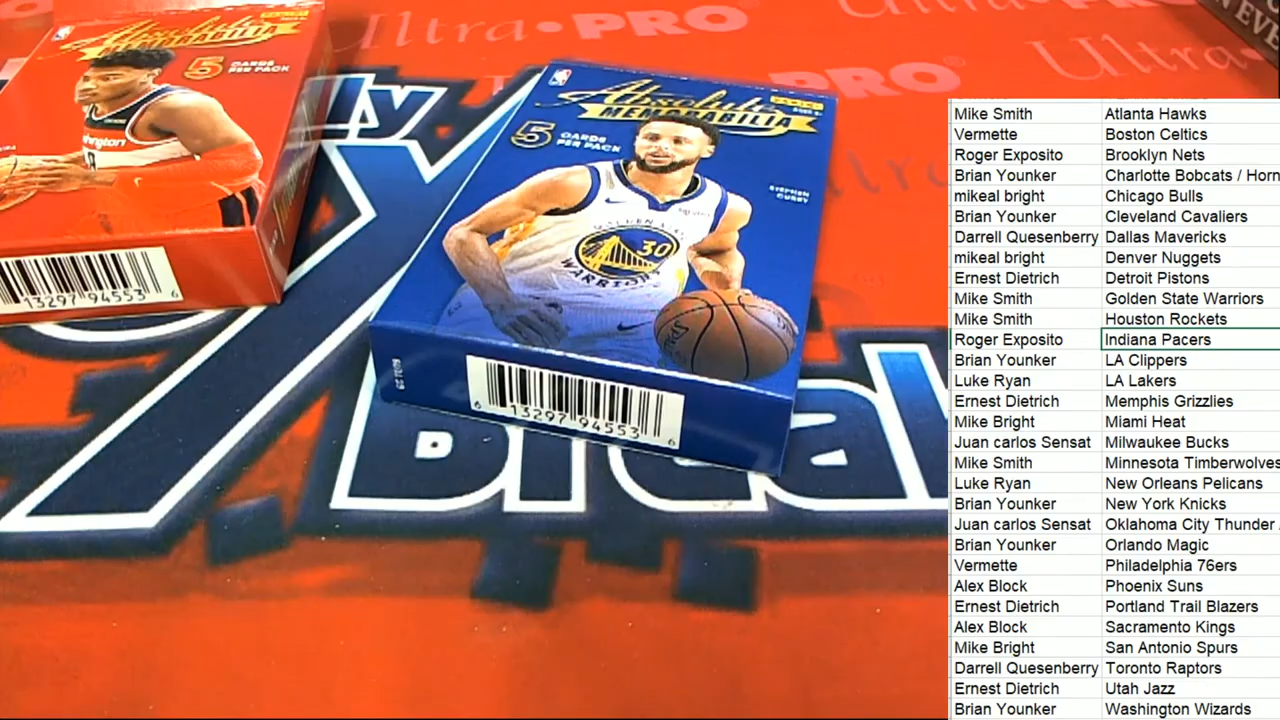 Absolute
MEMORABILIA
PANINI
5 CARDS
PER PACK
Washington
13297 94553 6
Ultra•PRO®
Ultra•PRO®
Ultra
PRO®
N EVE
Absolute
MEMORABILIA
PANINI
5 CARDS
PER PACK
STEPHEN
CURRY
GOLDEN STATE
30
WARRIORS
6 13297 94553 6
Mike Smith Atlanta Hawks
Vermette Boston Celtics
Roger Exposito Brooklyn Nets
Brian Younker Charlotte Bobcats / Horn
mikeal bright Chicago Bulls
Brian Younker Cleveland Cavaliers
Darrell Quesenberry Dallas Mavericks
mikeal bright Denver Nuggets
Ernest Dietrich Detroit Pistons
Mike Smith Golden State Warriors
Mike Smith Houston Rockets
Roger Exposito Indiana Pacers
Brian Younker LA Clippers
Luke Ryan LA Lakers
Ernest Dietrich Memphis Grizzlies
Mike Bright Miami Heat
Juan carlos Sensat Milwaukee Bucks
Mike Smith Minnesota Timberwolves
Luke Ryan New Orleans Pelicans
Brian Younker New York Knicks
Juan carlos Sensat Oklahoma City Thunder /
Brian Younker Orlando Magic
Vermette Philadelphia 76ers
Alex Block Phoenix Suns
Ernest Dietrich Portland Trail Blazers
Alex Block Sacramento Kings
Mike Bright San Antonio Spurs
Darrell Quesenberry Toronto Raptors
Ernest Dietrich Utah Jazz
Brian Younker Washington Wizards